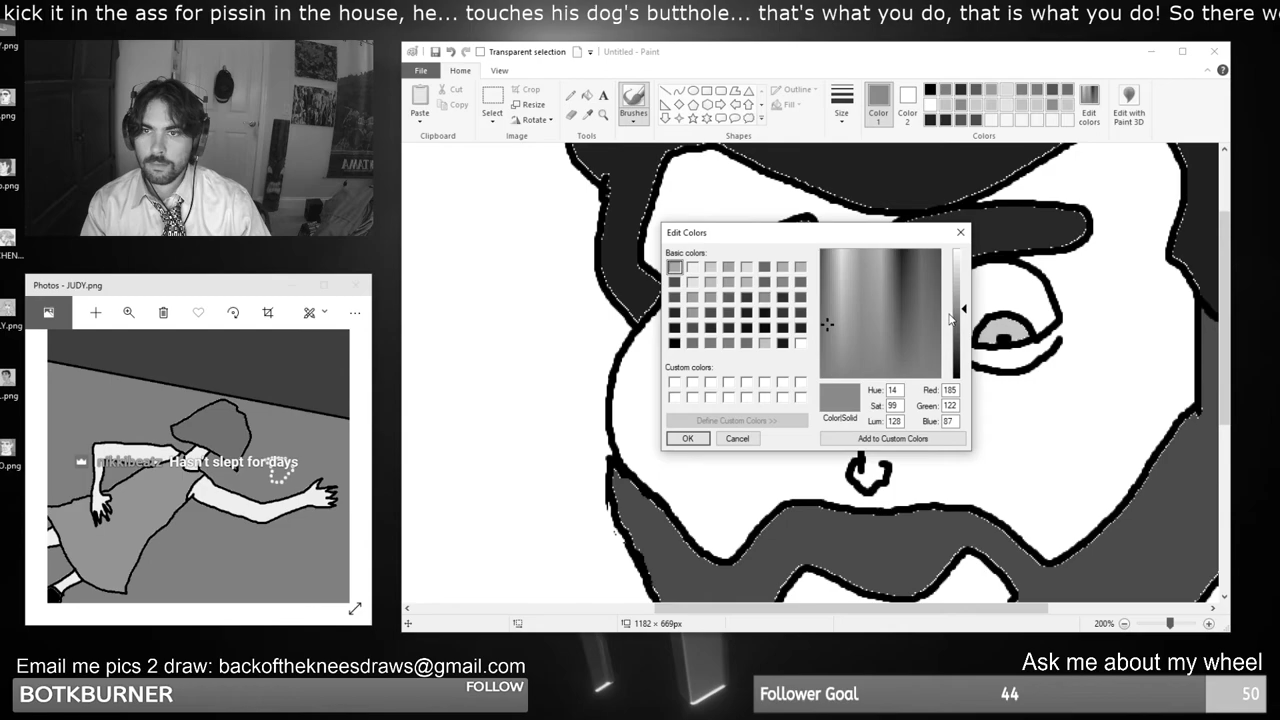 kick it in the ass for pissin in the house, he... touches his dog's butthole... that's what you do, that is what you do! So there
Transparent selection
Untitled - Paint
File
Home
View
Paste
Cut
Copy
Clipboard
Select
Crop
Resize
Rotate
Image
Tools
Brushes
Shapes
Outline
Fill
Size
Color 1
Color 2
Colors
Edit colors
Edit with Paint 3D
Edit Colors
Basic colors:
Custom colors:
Define Custom Colors >>
OK
Cancel
Color|Solid
Hue: 14
Sat: 99
Lum: 128
Red: 185
Green: 122
Blue: 87
Add to Custom Colors
1182 × 669px
200%
Photos - JUDY.png
nikkibeatz Hasn't slept for days
Email me pics 2 draw: backofthekneesdraws@gmail.com
BOTKBURNER
FOLLOW
Ask me about my wheel
Follower Goal
44
50